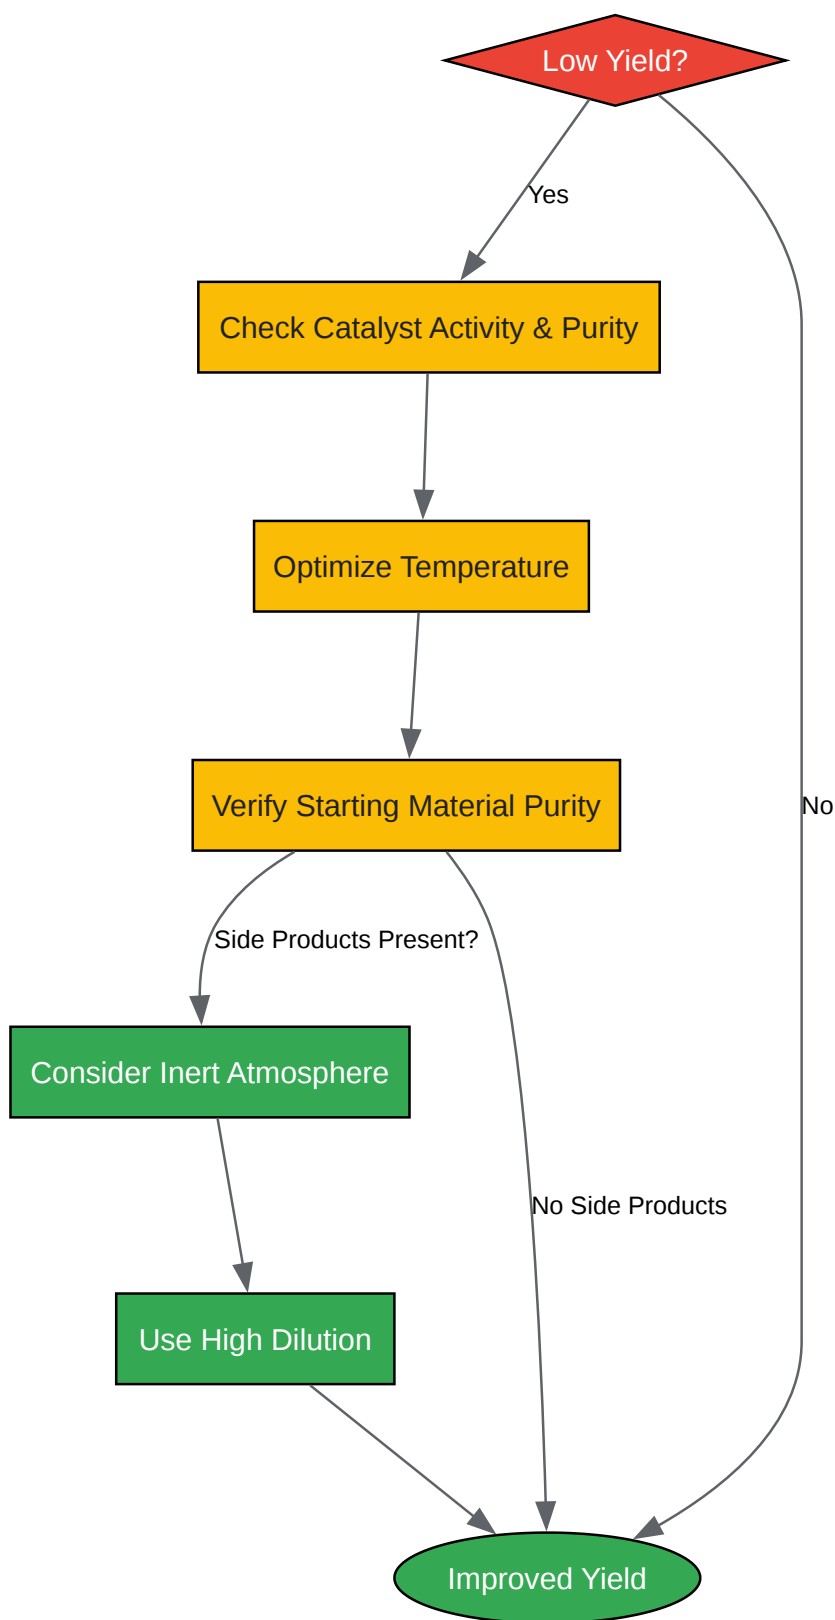 Low Yield?
Yes
Check Catalyst Activity & Purity
Optimize Temperature
Verify Starting Material Purity
No
Side Products Present?
Consider Inert Atmosphere
No Side Products
Use High Dilution
Improved Yield